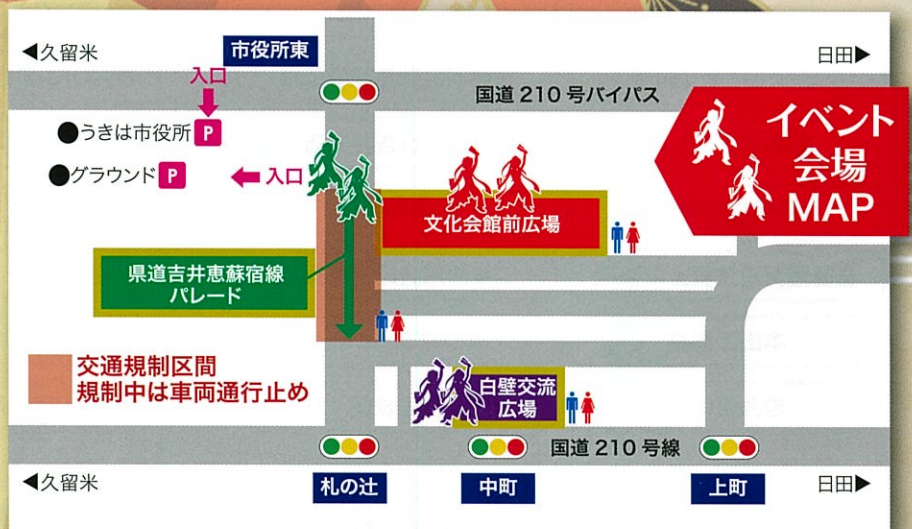 ◀久留米
市役所東
日田▶
入口
国道210号バイパス
●うきは市役所 P
●グラウンド P
入口
イベント
会場
MAP
文化会館前広場
県道吉井恵蘇宿線
パレード
交通規制区間
規制中は車両通行止め
白壁交流
広場
国道210号線
◀久留米
札の辻
中町
上町
日田▶